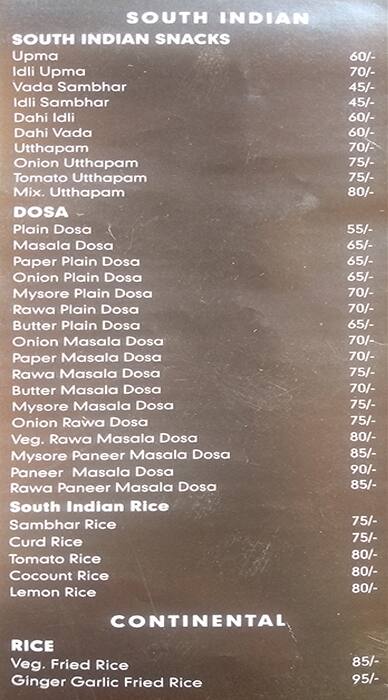 SOUTH INDIAN
SOUTH INDIAN SNACKS
Upma 60/-
Idli Upma 70/-
Vada Sambhar 45/-
Idli Sambhar 45/-
Dahi Idli 60/-
Dahi Vada 60/-
Utthapam 70/-
Onion Utthapam 75/-
Tomato Utthapam 75/-
Mix. Utthapam 80/-
DOSA
Plain Dosa 55/-
Masala Dosa 65/-
Paper Plain Dosa 65/-
Onion Plain Dosa 65/-
Mysore Plain Dosa 70/-
Rawa Plain Dosa 70/-
Butter Plain Dosa 65/-
Onion Masala Dosa 70/-
Paper Masala Dosa 70/-
Rawa Masala Dosa 75/-
Butter Masala Dosa 70/-
Mysore Masala Dosa 75/-
Onion Rawa Dosa 75/-
Veg. Rawa Masala Dosa 80/-
Mysore Paneer Masala Dosa 85/-
Paneer Masala Dosa 90/-
Rawa Paneer Masala Dosa 85/-
South Indian Rice
Sambhar Rice 75/-
Curd Rice 75/-
Tomato Rice 80/-
Cocount Rice 80/-
Lemon Rice 80/-
CONTINENTAL
RICE
Veg. Fried Rice 85/-
Ginger Garlic Fried Rice 95/-